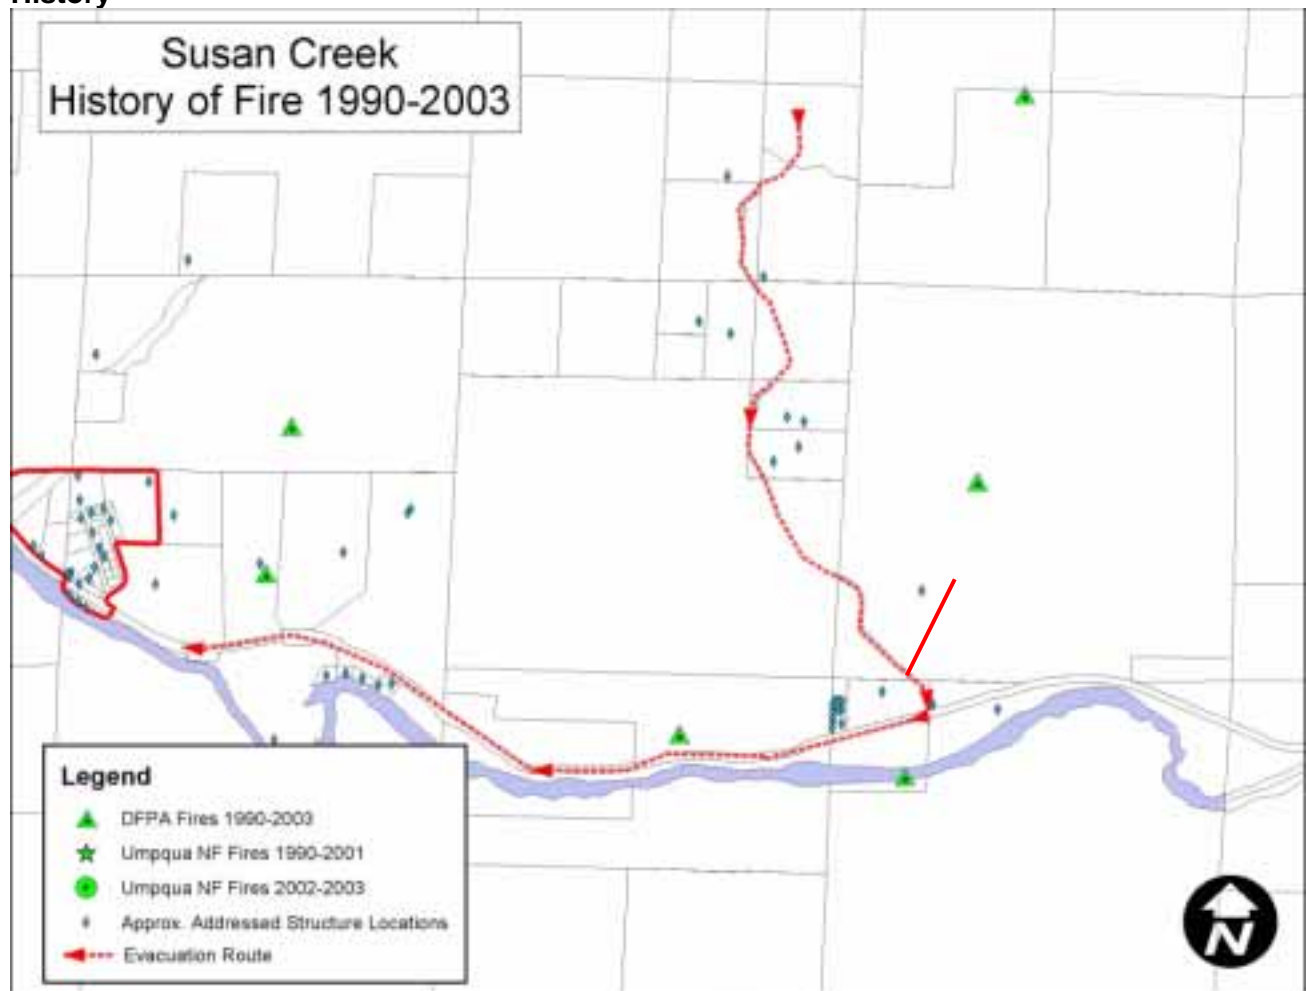 History
Susan Creek
History of Fire 1990-2003
Legend
DFPA Fires 1990-2003
Umpqua NF Fires 1990-2001
Umpqua NF Fires 2002-2003
Approx. Addressed Structure Locations
Evacuation Route
N